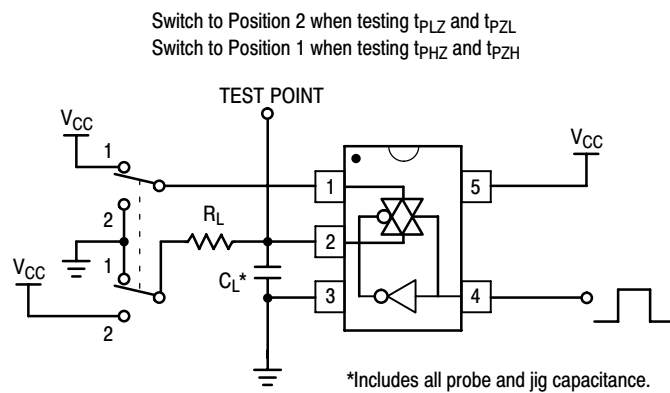 Switch to Position 2 when testing tPLZ and tPZL
Switch to Position 1 when testing tPHZ and tPZH
TEST POINT
VCC
1
2
1
2
VCC
RL
CL*
1
2
3
5
4
VCC
*Includes all probe and jig capacitance.